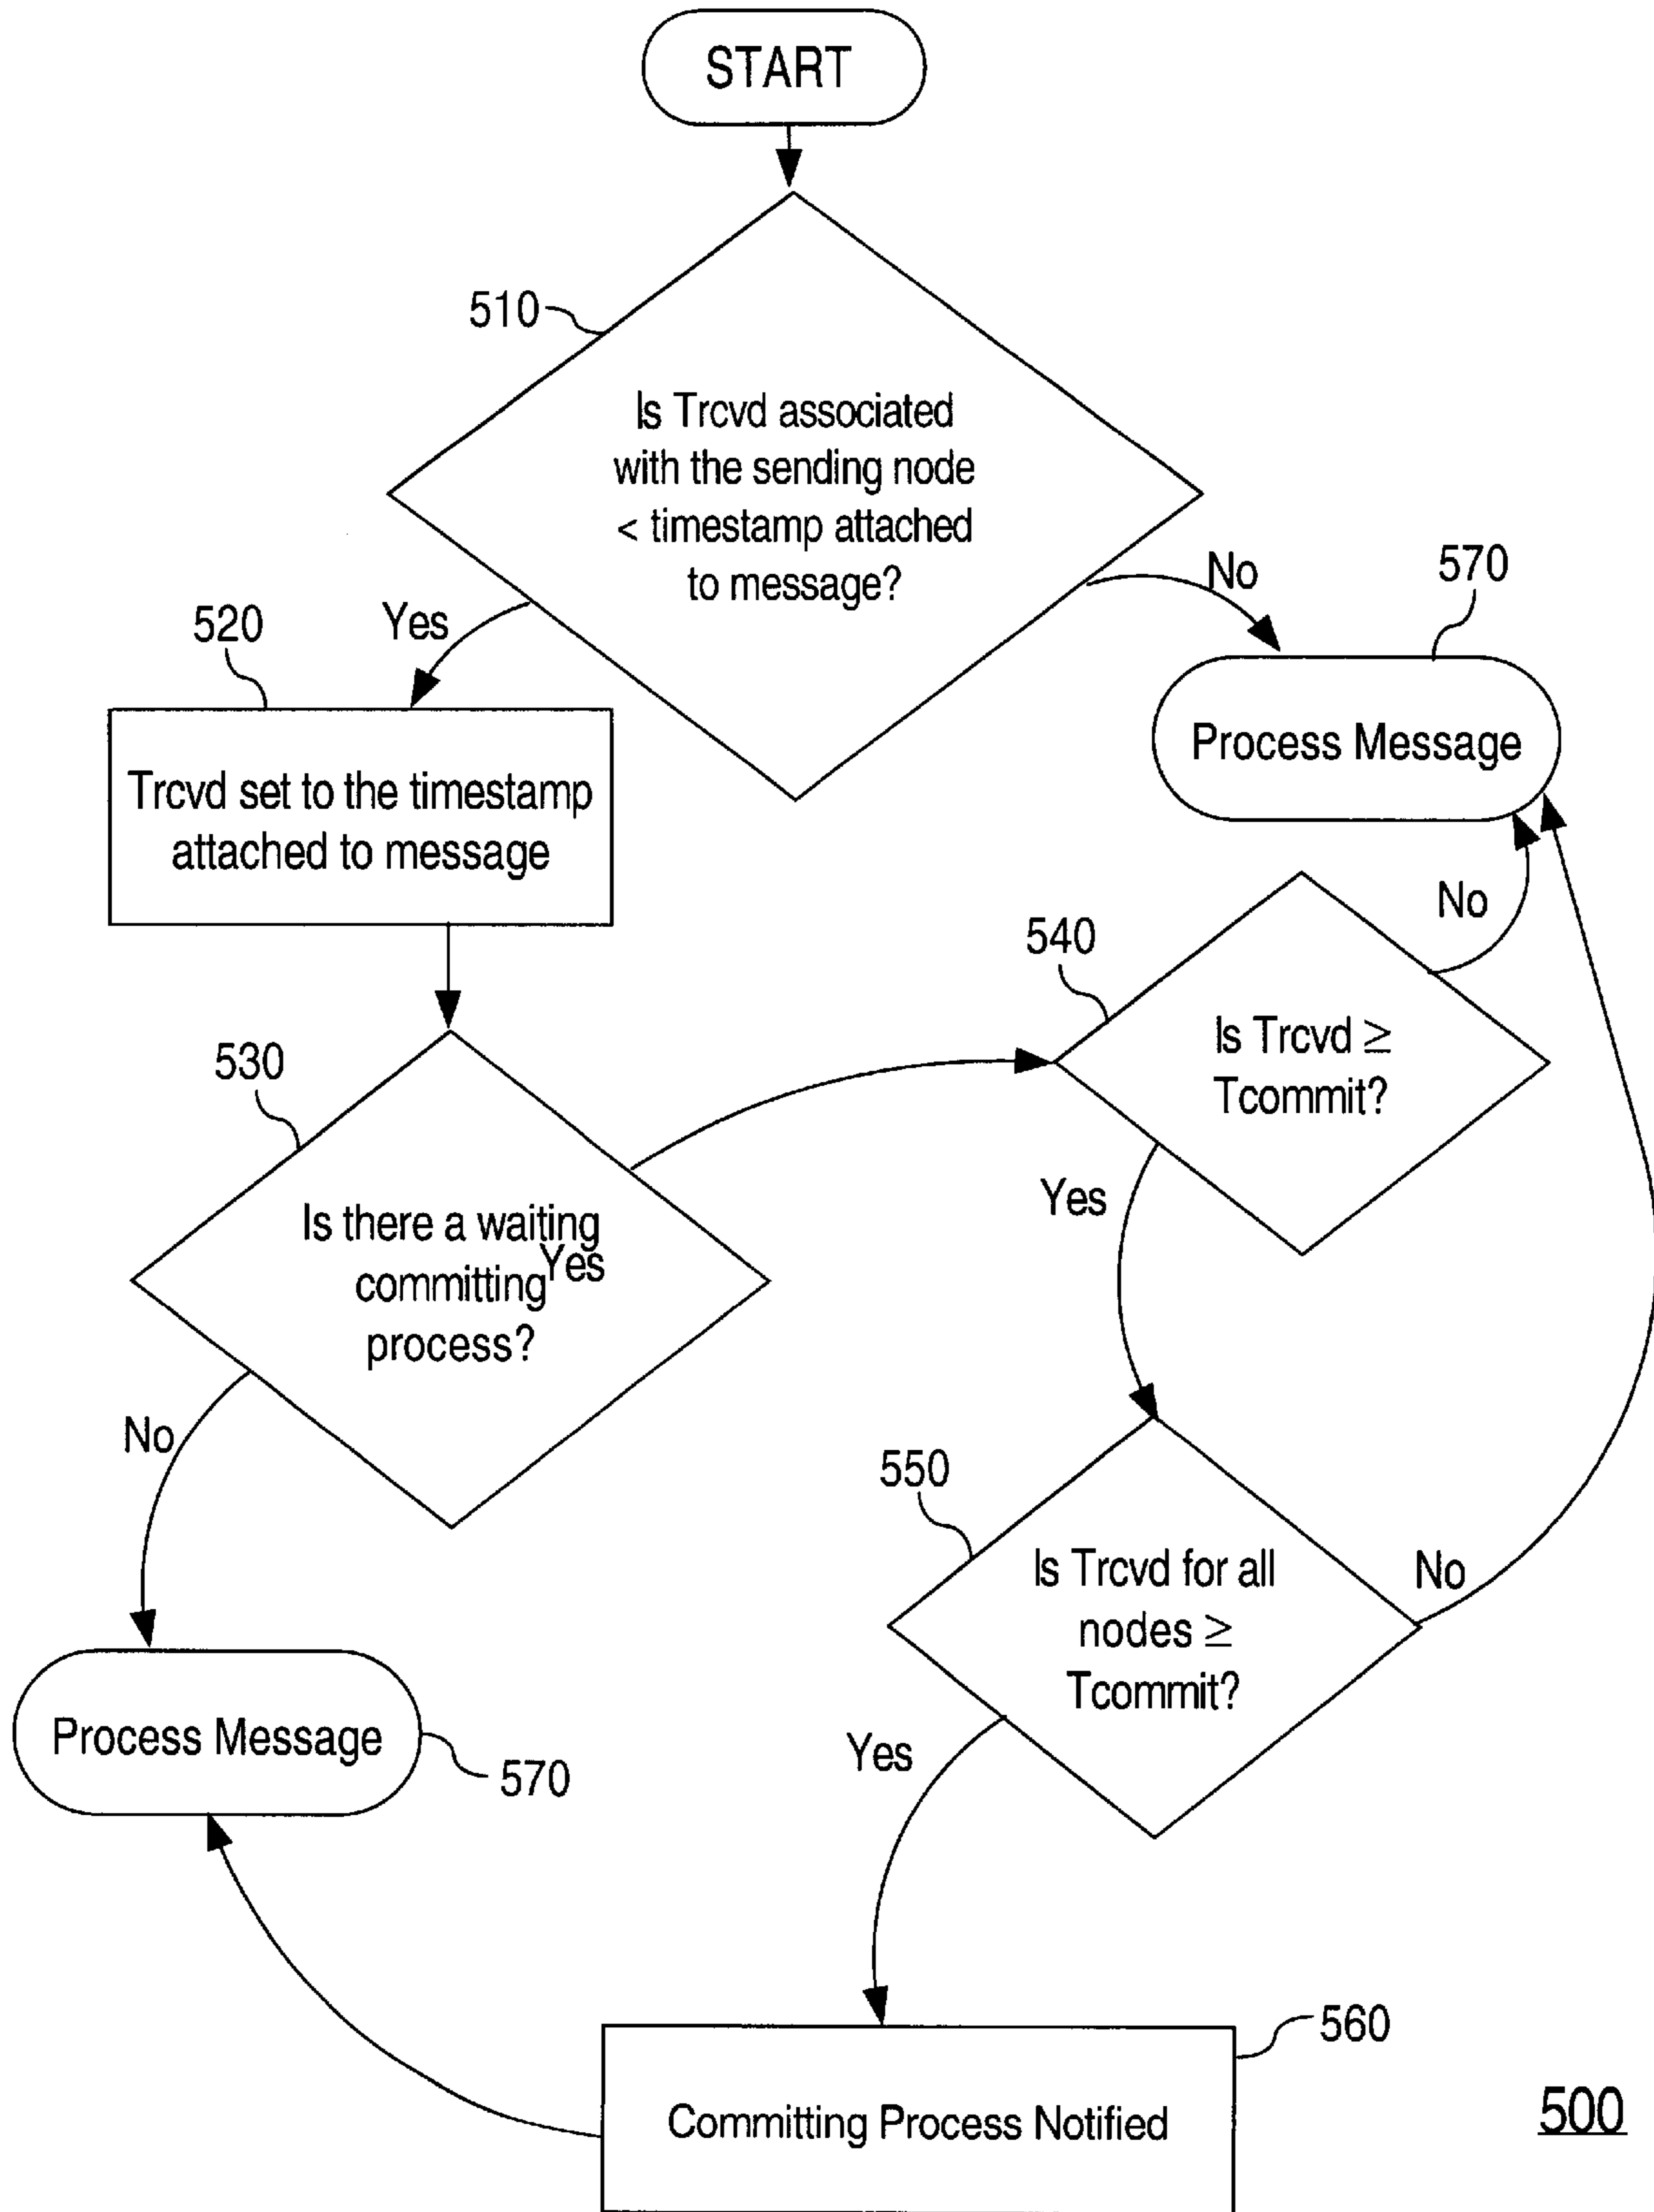 START
510
Is Trcvd associated
with the sending node
< timestamp attached
to message?
No
570
Process Message
Yes
520
Trcvd set to the timestamp
attached to message
No
540
Is Trcvd ≥
Tcommit?
530
Is there a waiting
committing
process?
Yes
Yes
No
550
Is Trcvd for all
nodes ≥
Tcommit?
No
Process Message
570
Yes
560
Committing Process Notified
500